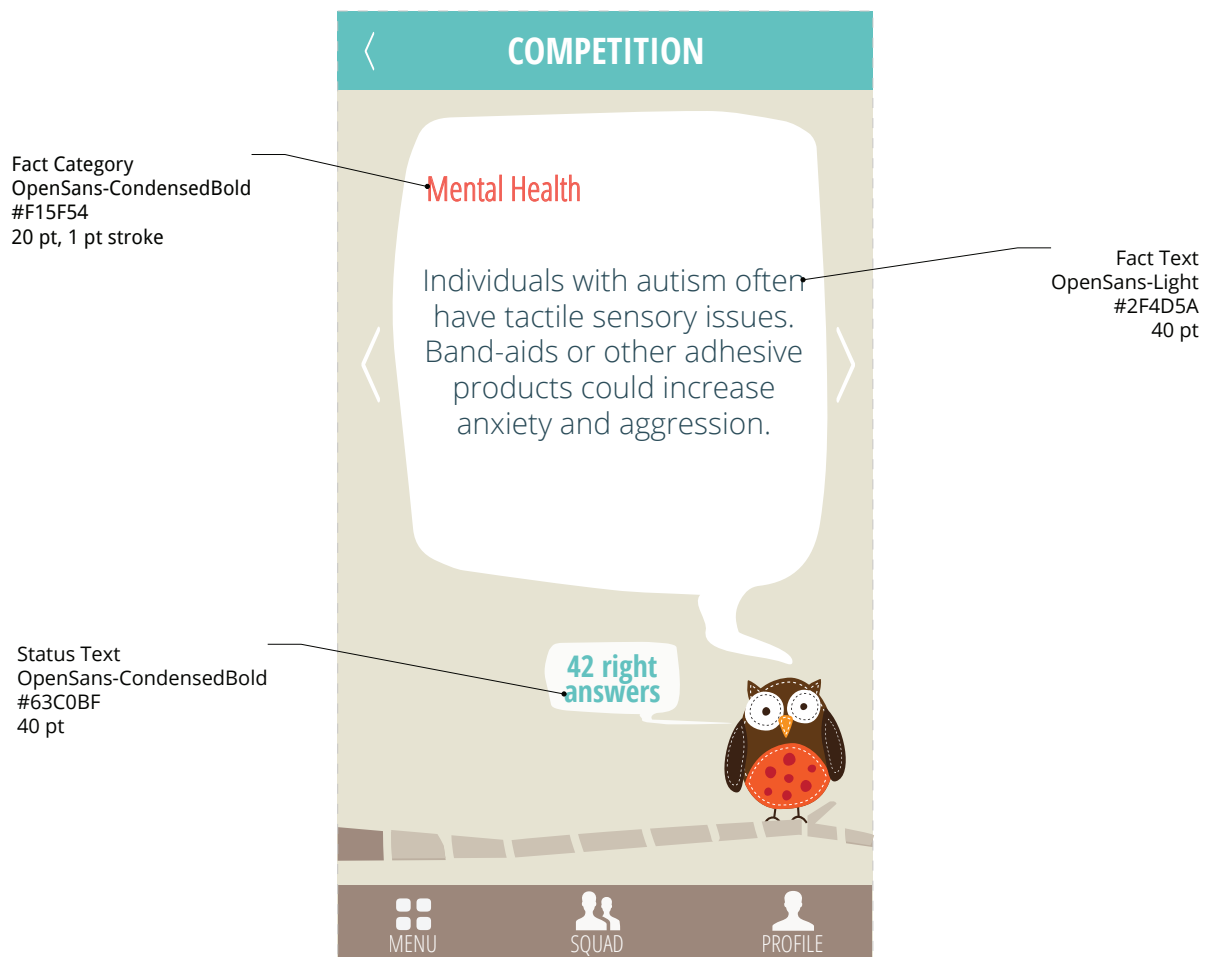 COMPETITION
Fact Category
OpenSans-CondensedBold
#F15F54
20 pt, 1 pt stroke
Mental Health
Fact Text
OpenSans-Light
#2F4D5A
40 pt
Individuals with autism often
have tactile sensory issues.
Band-aids or other adhesive
products could increase
anxiety and aggression.
Status Text
OpenSans-CondensedBold
#63C0BF
40 pt
42 right
answers
MENU
SQUAD
PROFILE